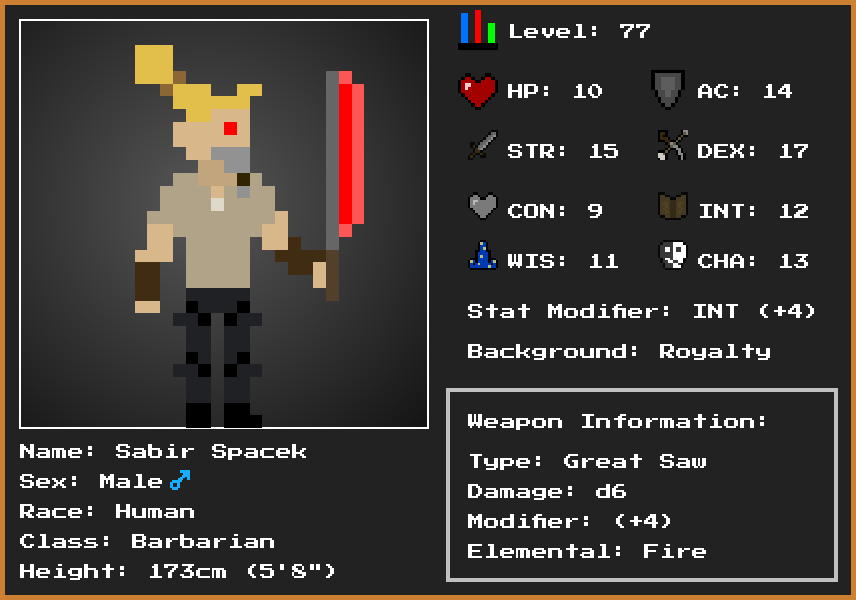 Level: 77
HP: 10 AC: 14
STR: 15 DEX: 17
CON: 9 INT: 12
WIS: 11 CHA: 13
Stat Modifier: INT (+4)
Background: Royalty
Weapon Information:
Type: Great Saw
Damage: d6
Modifier: (+4)
Elemental: Fire
Name: Sabir Spacek
Sex: Male♂
Race: Human
Class: Barbarian
Height: 173cm (5'8")